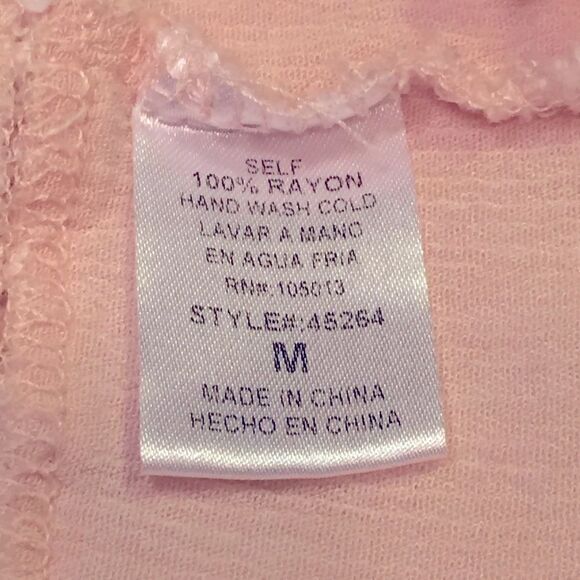 SELF
100% RAYON
HAND WASH COLD
LAVAR A MANO
EN AGUA FRIA
RN#:105013
STYLE#:45264
M
MADE IN CHINA
HECHO EN CHINA